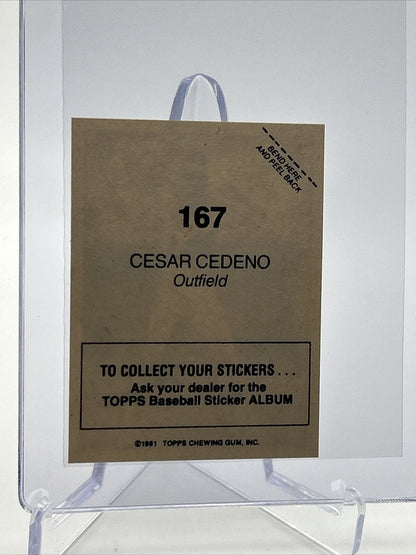 BEND HERE
AND PEEL BACK
167
CESAR CEDENO
Outfield
TO COLLECT YOUR STICKERS...
Ask your dealer for the
TOPPS Baseball Sticker ALBUM
©1981 TOPPS CHEWING GUM, INC.